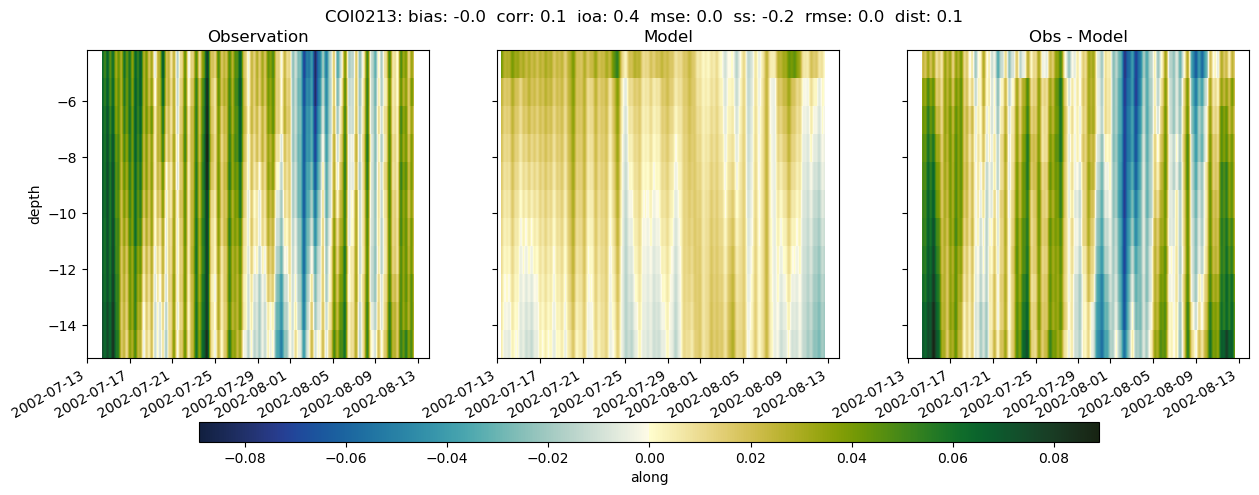 COI0213: bias: -0.0 corr: 0.1 ioa: 0.4 mse: 0.0 ss: -0.2 rmse: 0.0 dist: 0.1
Observation Model Obs - Model
depth
−6
−8
−10
−12
−14
2002-07-13 2002-07-17 2002-07-21 2002-07-25 2002-07-29 2002-08-01 2002-08-05 2002-08-09 2002-08-13
2002-07-13 2002-07-17 2002-07-21 2002-07-25 2002-07-29 2002-08-01 2002-08-05 2002-08-09 2002-08-13
2002-07-13 2002-07-17 2002-07-21 2002-07-25 2002-07-29 2002-08-01 2002-08-05 2002-08-09 2002-08-13
−0.08 −0.06 −0.04 −0.02 0.00 0.02 0.04 0.06 0.08
along